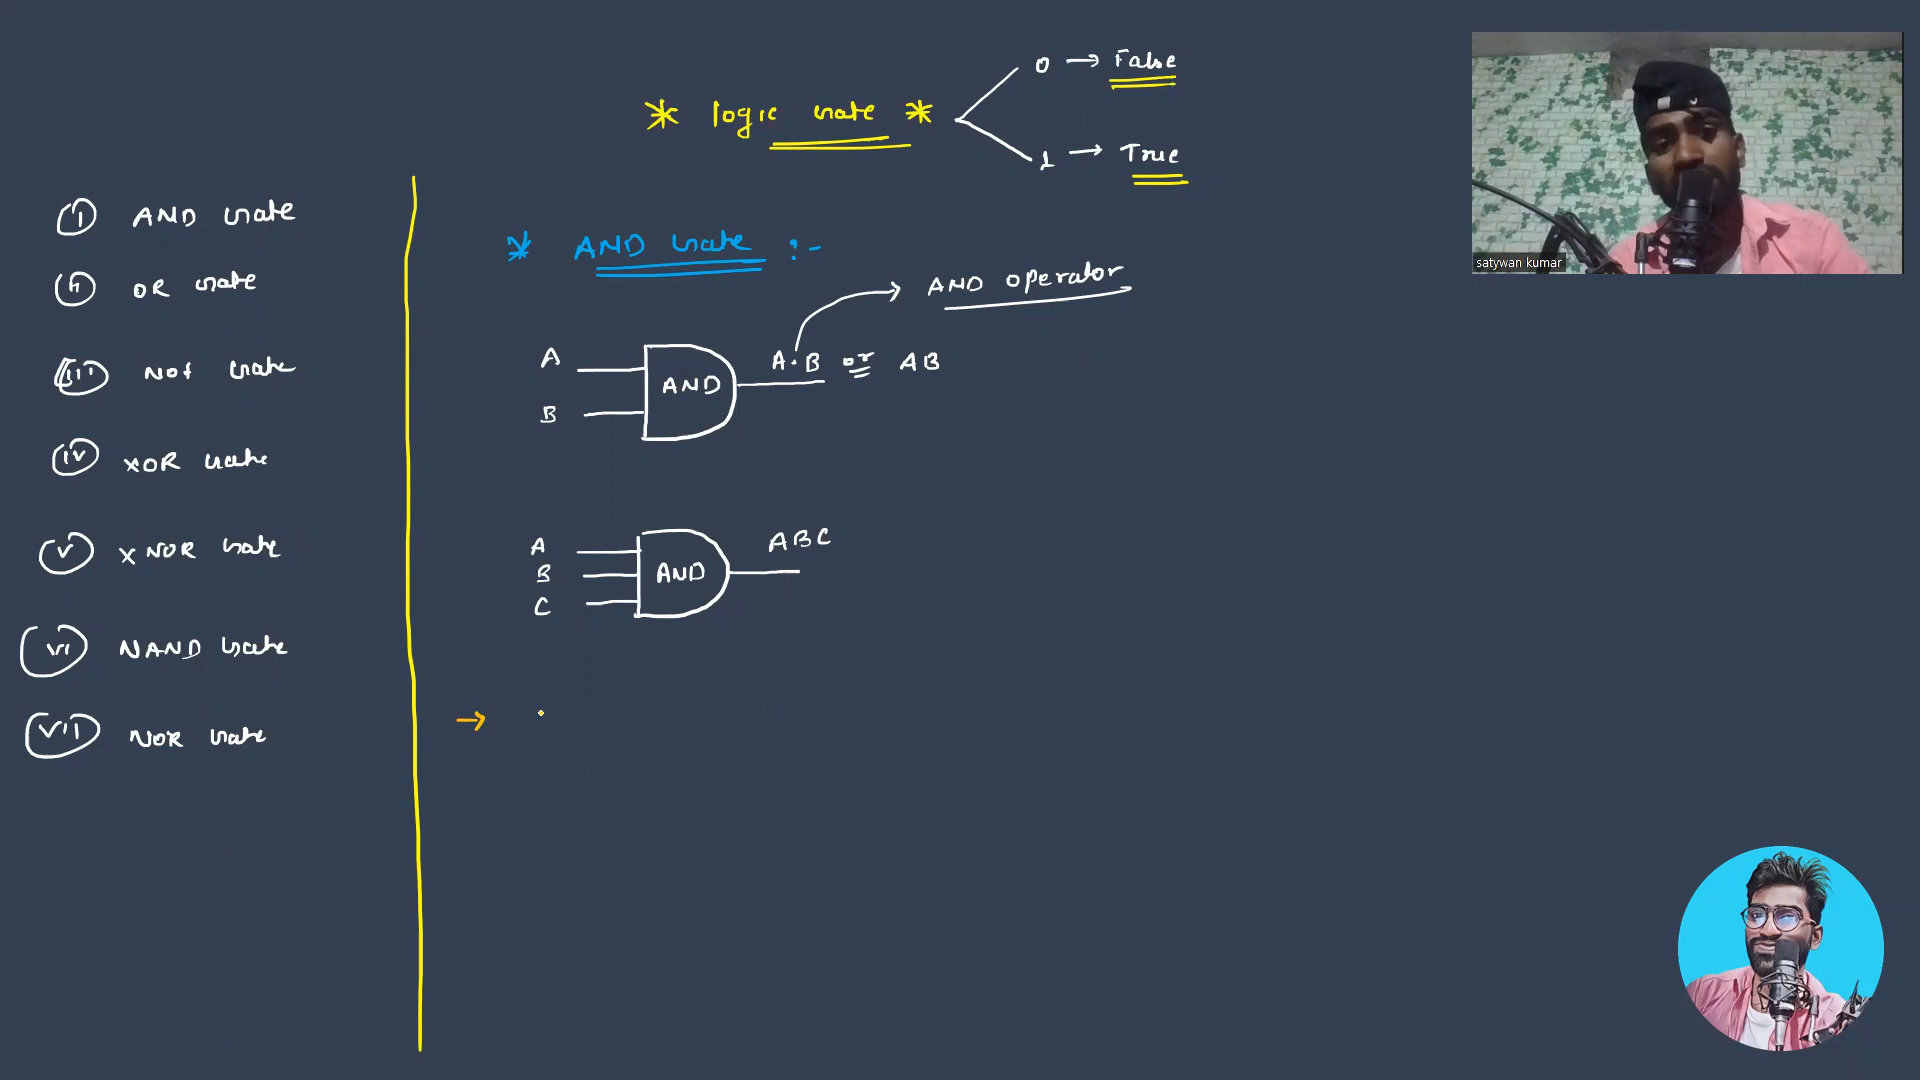 * logic Gate *
0 → False
1 → True
satywan kumar
(i) AND Gate
(ii) OR Gate
(iii) Not Gate
(iv) XOR Gate
(v) XNOR Gate
(vi) NAND Gate
(vii) NOR Gate
* AND Gate :-
→ AND operator
A
B
AND
A.B or AB
A
B
C
AND
ABC
→